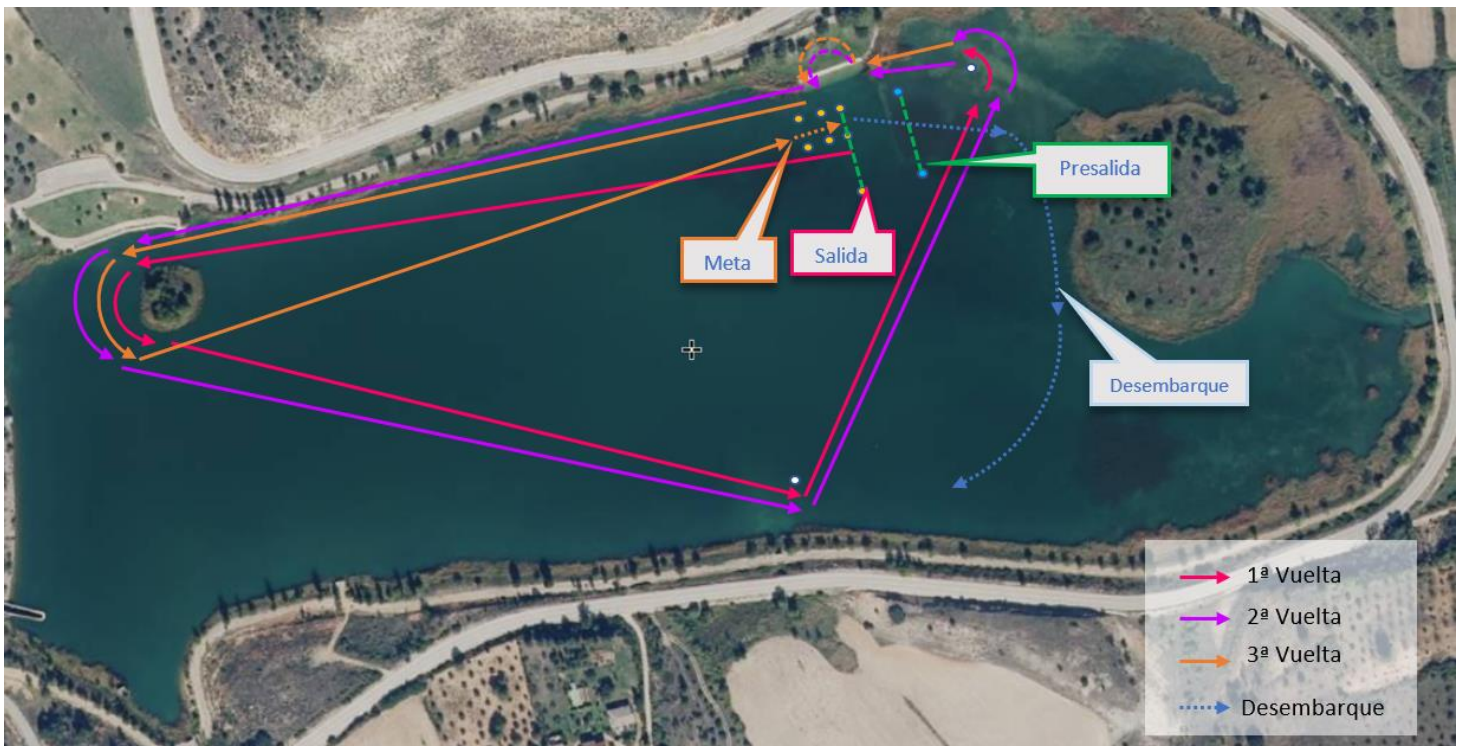 Presalida
Salida
Meta
Desembarque
1ª Vuelta
2ª Vuelta
3ª Vuelta
Desembarque